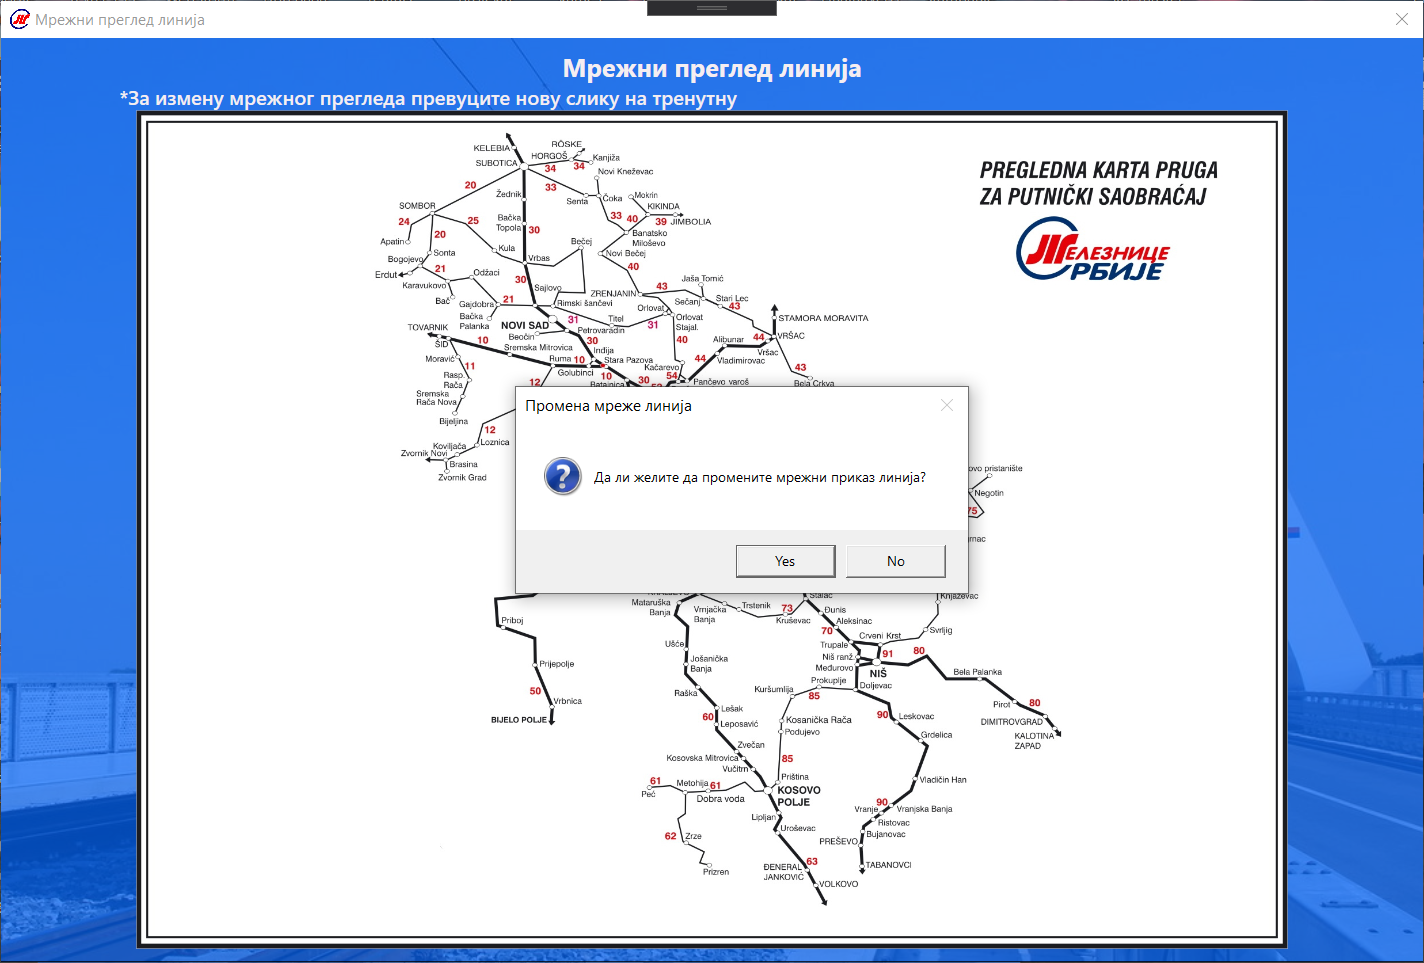 Мрежни преглед линија
Мрежни преглед линија
*За измену мрежног прегледа превуците нову слику на тренутну
PREGLEDNA KARTA PRUGA
ZA PUTNIČKI SAOBRAĆAJ
ЖЕЛЕЗНИЦЕ
СРБИЈЕ
KELEBIA
RÖSKE
SUBOTICA
HORGOŠ
Kanjiža
34
34
Novi Kneževac
20
33
Žednik
Senta
Čoka
Mokrin
SOMBOR
KIKINDA
24
25
Bačka
Topola
30
33
40
39
JIMBOLIA
Apatin
20
Banatsko
Miloševo
Bečej
Bogojevo
Sonta
Kula
Vrbas
Novi Bečej
Erdut
21
40
Odžaci
30
Jaša Tomić
Karavukovo
Sajlovo
ZRENJANIN
43
Bač
Gajdobra
21
Rimski šančevi
Sečanj
Stari Lec
43
Orlovat
Bačka
Palanka
NOVI SAD
31
Titel
31
Orlovat
Stajal.
STAMORA MORAVITA
TOVARNIK
Petrovaradin
Beočin
ŠID
10
30
40
Alibunar
44
VRŠAC
Sremska Mitrovica
Inđija
Vršac
Moravić
Ruma
10
Stara Pazova
44
Vladimirovac
11
Golubinci
Kačarevo
43
Rasp.
Rača
10
Batajnica
30
54
Pančevo varoš
Bela Crkva
12
Sremska
Rača Nova
Bijeljina
12
Loznica
Koviljača
Zvornik Novi
Brasina
Zvornik Grad
Промена мреже линија
Да ли желите да промените мрежни приказ линија?
Yes
No
ovo pristanište
Negotin
75
Mataruška
Banja
Vrnjačka
Banja
Trstenik
73
Kruševac
Stalać
Knjaževac
Đunis
Priboj
70
Aleksinac
Svrljig
Crveni Krst
Ušće
Trupale
91
80
Prijepolje
Jošanička
Banja
Niš ranž.
Međurovo
NIŠ
Bela Palanka
50
Raška
Kuršumlija
Prokuplje
Doljevac
85
Vrbnica
Lešak
Pirot
80
BIJELO POLJE
60
Leposavić
Kosanička Rača
90
Leskovac
DIMITROVGRAD
Podujevo
Grdelica
KALOTINA
ZAPAD
Zvečan
Kosovska Mitrovica
85
Vučitrn
Priština
Vladičin Han
61
Metohija
61
Peć
Dobra voda
KOSOVO
POLJE
90
Vranje
Vranjska Banja
Lipljan
Ristovac
62
Zrze
Uroševac
Bujanovac
PREŠEVO
Prizren
ĐENERAL
JANKOVIĆ
63
TABANOVCI
VOLKOVO